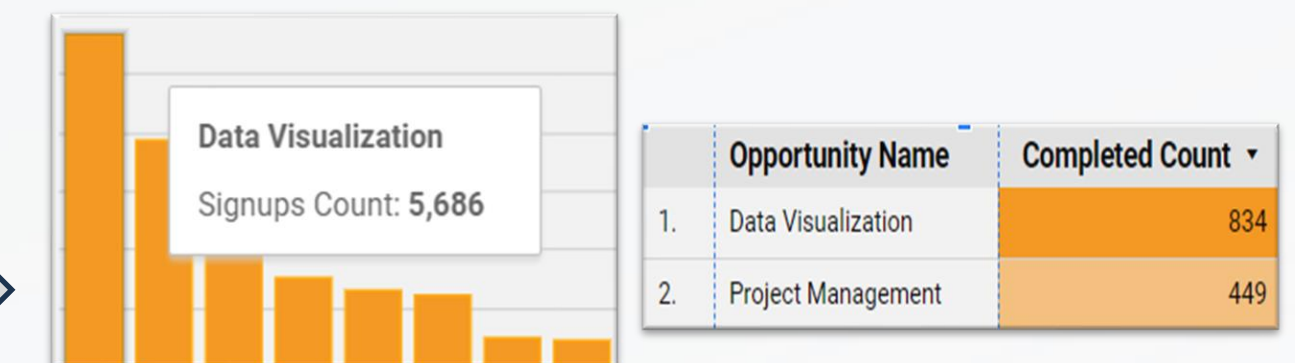 Data Visualization
Signups Count: 5,686
Opportunity Name Completed Count
1. Data Visualization 834
2. Project Management 449